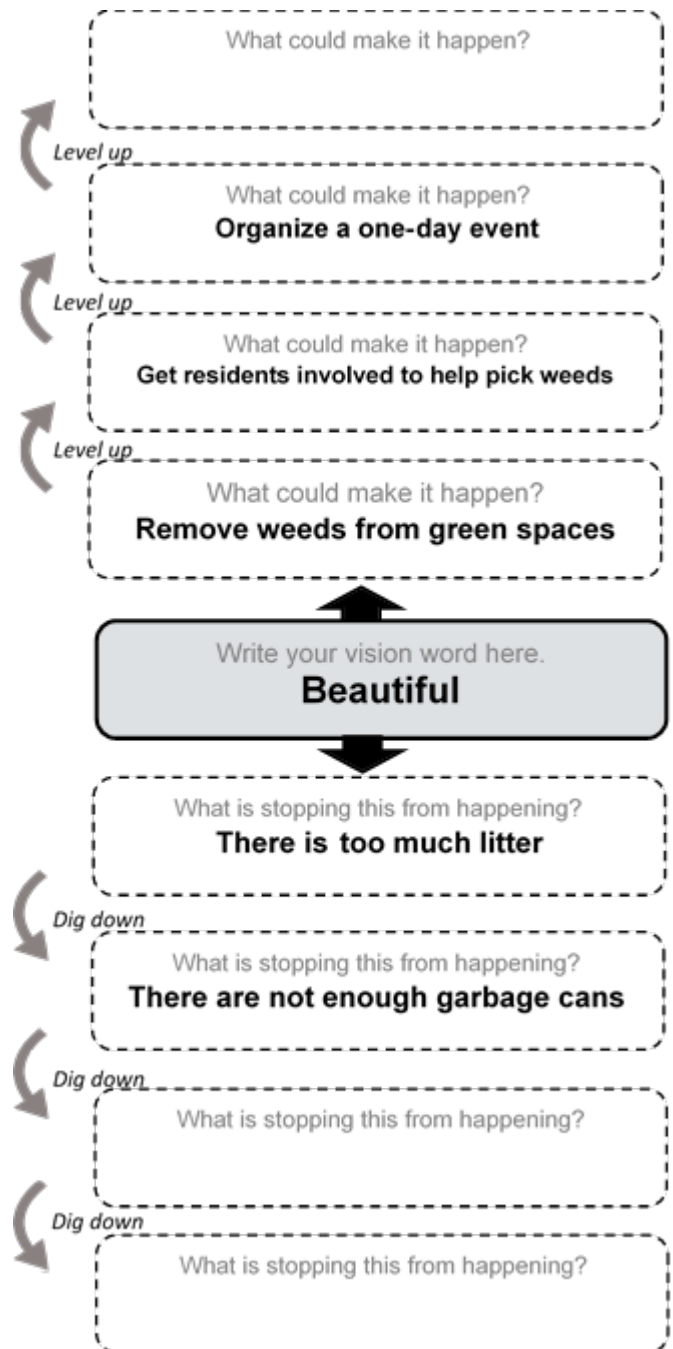 What could make it happen?
Level up
What could make it happen?
Organize a one-day event
Level up
What could make it happen?
Get residents involved to help pick weeds
Level up
What could make it happen?
Remove weeds from green spaces
Write your vision word here.
Beautiful
What is stopping this from happening?
There is too much litter
Dig down
What is stopping this from happening?
There are not enough garbage cans
Dig down
What is stopping this from happening?
Dig down
What is stopping this from happening?